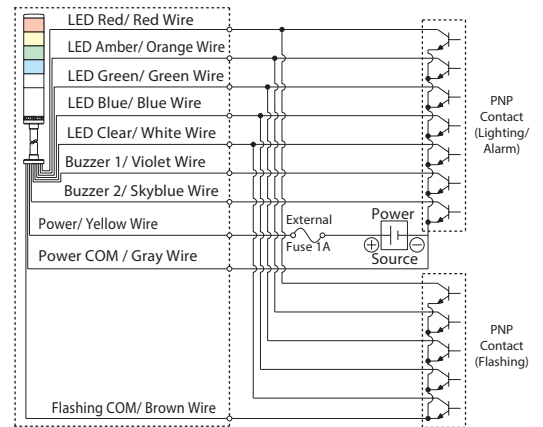 LED Red/ Red Wire
LED Amber/ Orange Wire
LED Green/ Green Wire
LED Blue/ Blue Wire
LED Clear/ White Wire
Buzzer 1/ Violet Wire
Buzzer 2/ Skyblue Wire
Power/ Yellow Wire
Power COM / Gray Wire
Flashing COM/ Brown Wire
External
Fuse 1A
Power
+ −
Source
PNP
Contact
(Lighting/
Alarm)
PNP
Contact
(Flashing)